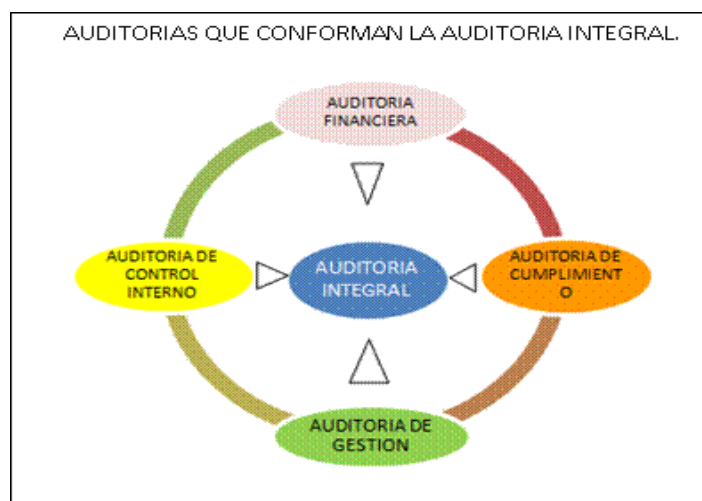 AUDITORIAS QUE CONFORMAN LA AUDITORIA INTEGRAL.
AUDITORIA
FINANCIERA
AUDITORIA DE
CONTROL
INTERNO
AUDITORIA
INTEGRAL
AUDITORIA DE
CUMPLIMIENT
O
AUDITORIA DE
GESTION